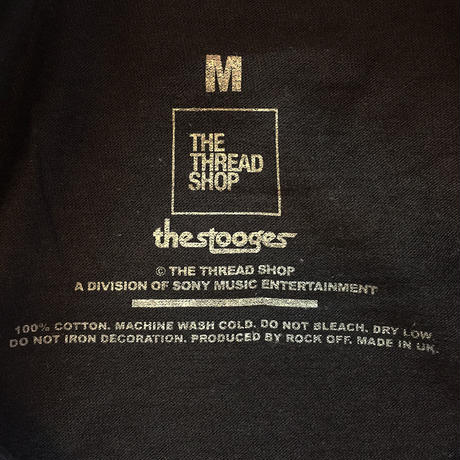 M
THE
THREAD
SHOP
thestooges
© THE THREAD SHOP
A DIVISION OF SONY MUSIC ENTERTAINMENT
100% COTTON. MACHINE WASH COLD. DO NOT BLEACH. DRY LOW.
DO NOT IRON DECORATION. PRODUCED BY ROCK OFF. MADE IN UK.